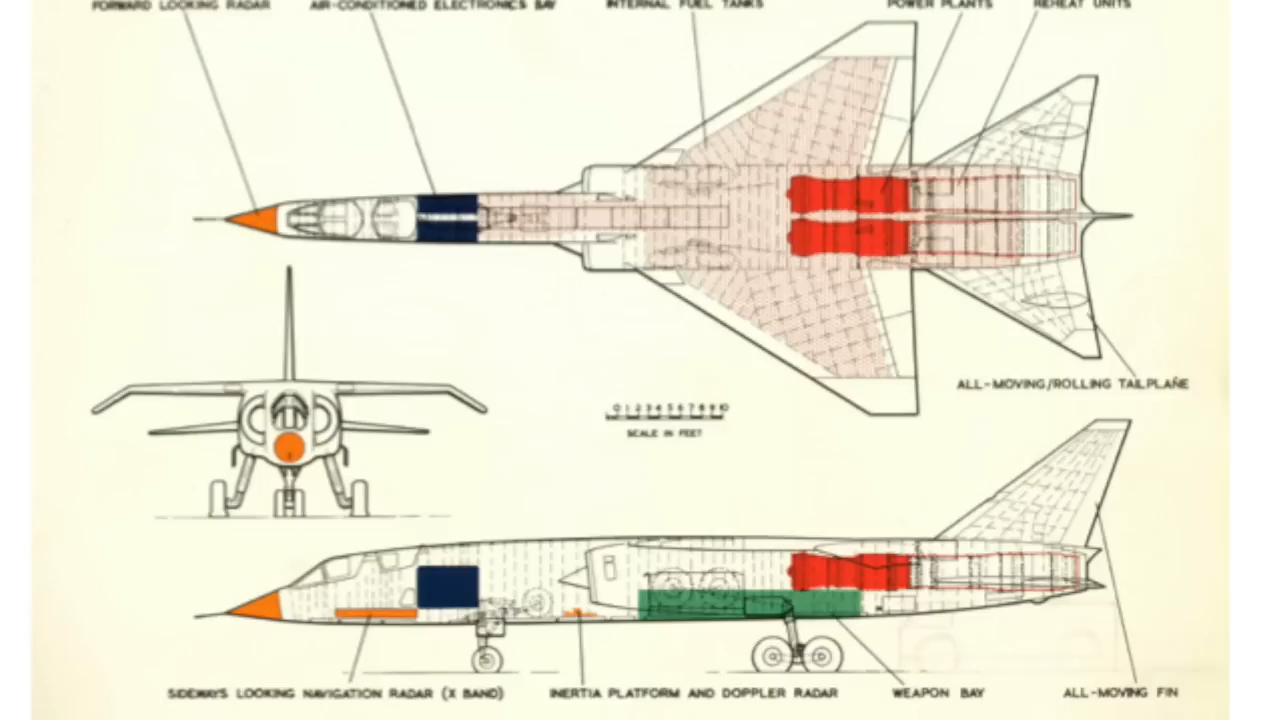 FORWARD LOOKING RADAR
AIR-CONDITIONED ELECTRONICS BAY
INTERNAL FUEL TANKS
POWER PLANTS
REHEAT UNITS
ALL-MOVING/ROLLING TAILPLANE
0 1 2 3 4 5 6 7 8 9 10
SCALE IN FEET
SIDEWAYS LOOKING NAVIGATION RADAR (X BAND)
INERTIA PLATFORM AND DOPPLER RADAR
WEAPON BAY
ALL-MOVING FIN